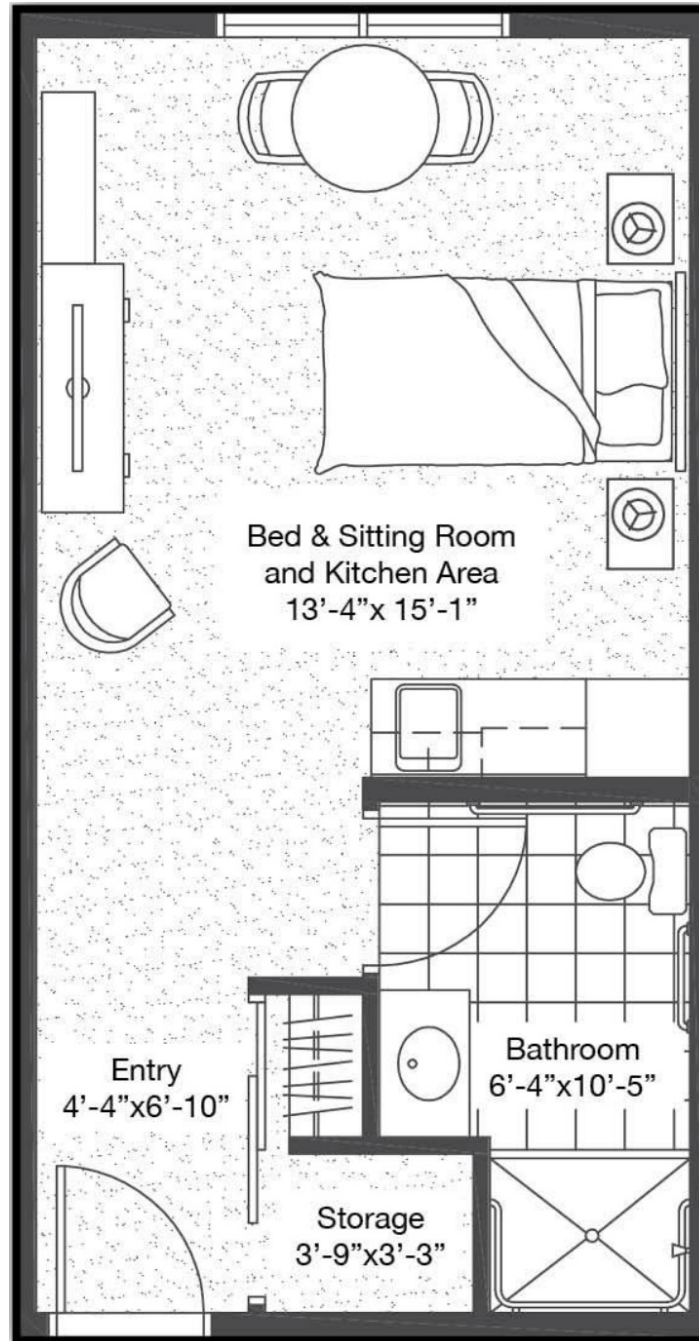 Bed & Sitting Room
and Kitchen Area
13’-4”x 15’-1”
Entry
4’-4”x6’-10”
Bathroom
6’-4”x10’-5”
Storage
3’-9”x3’-3”